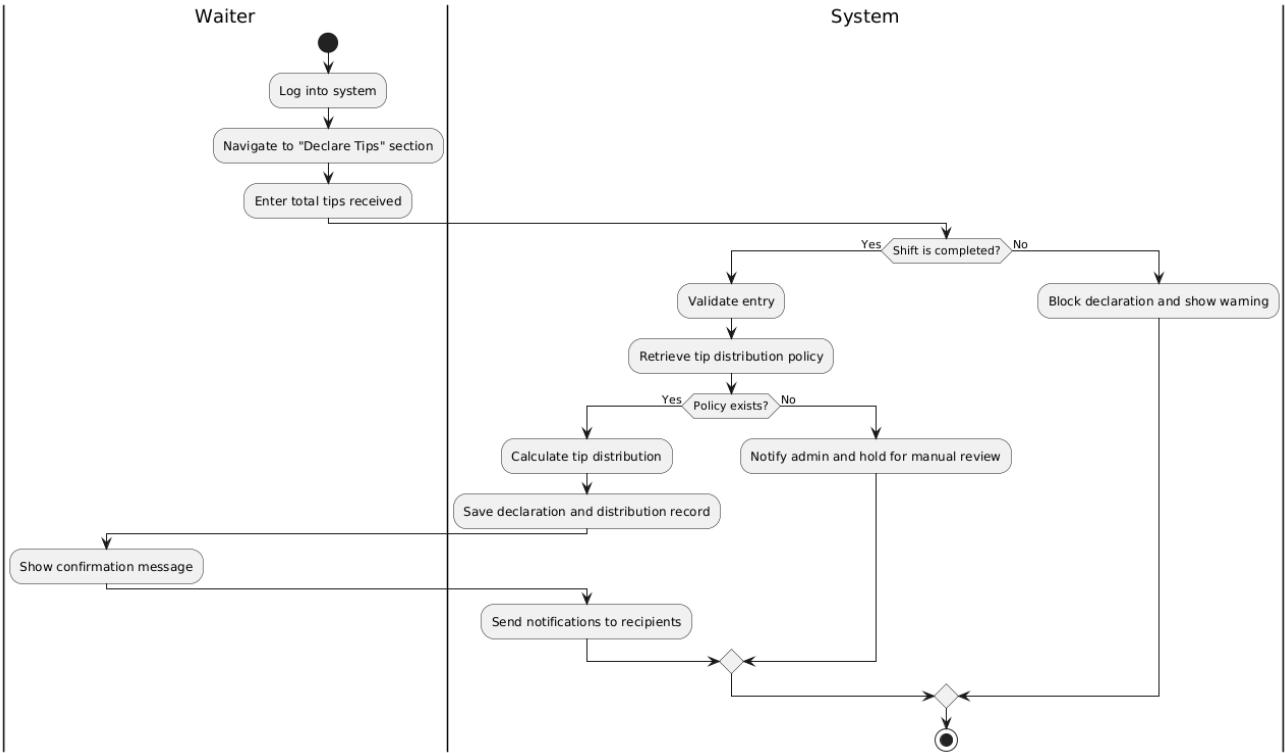 Waiter
System
Log into system
Navigate to "Declare Tips" section
Enter total tips received
Yes
Shift is completed?
No
Validate entry
Block declaration and show warning
Retrieve tip distribution policy
Yes
Policy exists?
No
Calculate tip distribution
Notify admin and hold for manual review
Save declaration and distribution record
Show confirmation message
Send notifications to recipients